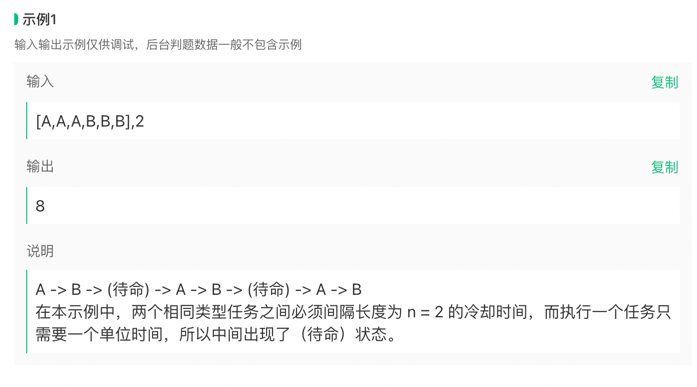 示例1
输入输出示例仅供调试，后台判题数据一般不包含示例
输入
复制
[A,A,A,B,B,B],2
输出
复制
8
说明
A -> B -> (待命) -> A -> B -> (待命) -> A -> B
在本示例中，两个相同类型任务之间必须间隔长度为 n = 2 的冷却时间，而执行一个任务只
需要一个单位时间，所以中间出现了（待命）状态。